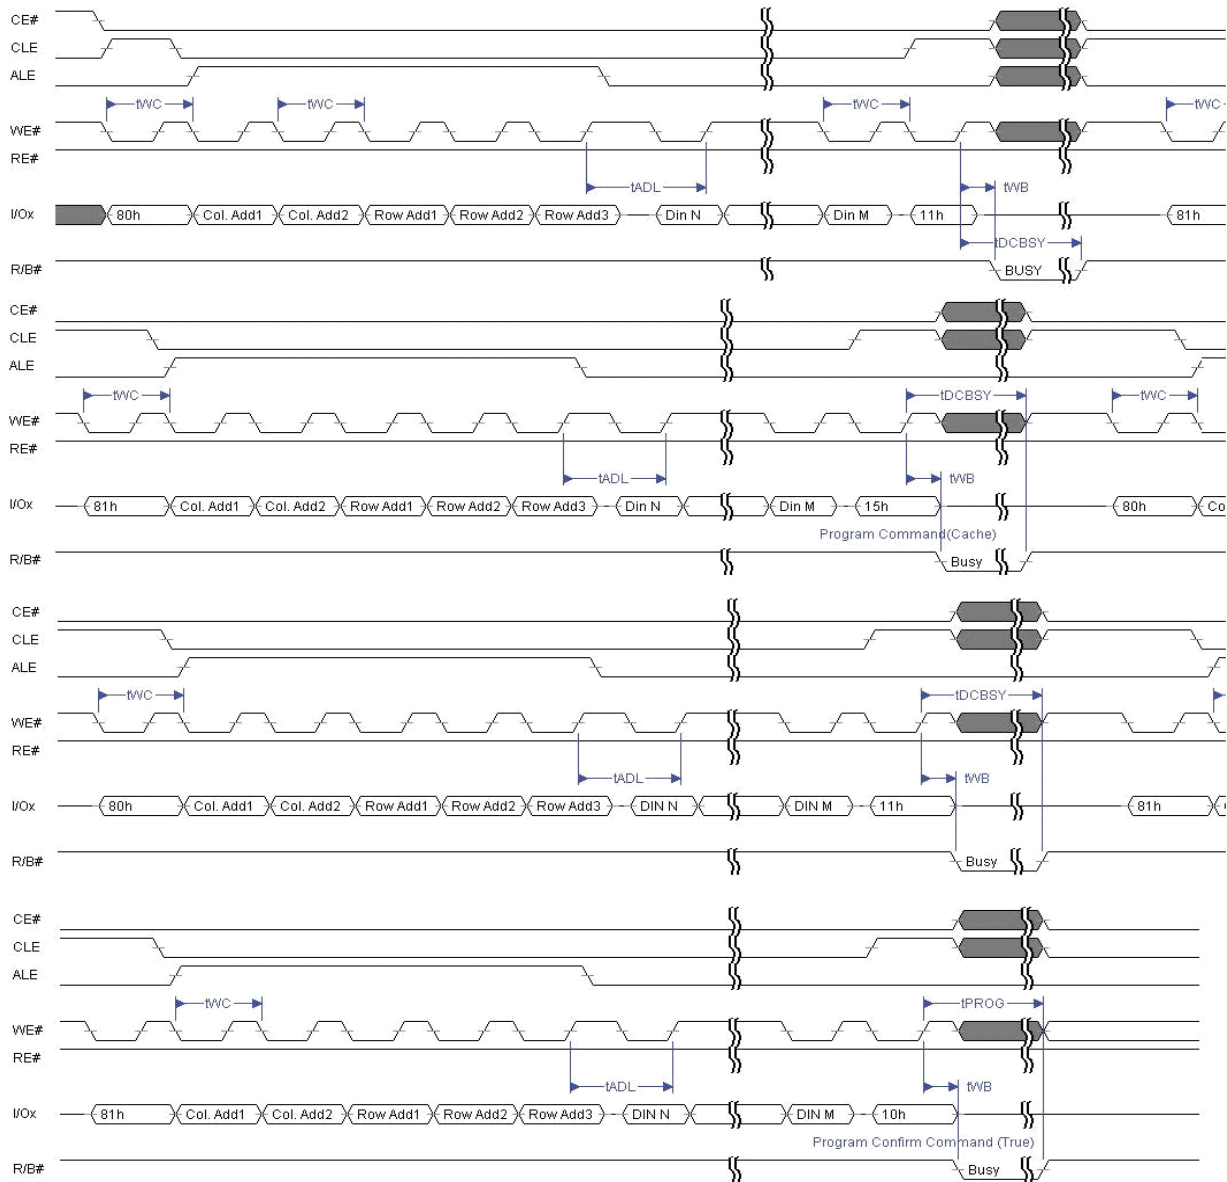 CE#
CLE
ALE
tWC tWC tWC tWC
WE#
RE#
tADL tWB
I/Ox 80h Col. Add1 Col. Add2 Row Add1 Row Add2 Row Add3 Din N Din M 11h 81h
tDCBSY
R/B# BUSY
CE#
CLE
ALE
tWC tDCBSY tWC
WE#
RE#
tADL tWB
I/Ox 81h Col. Add1 Col. Add2 Row Add1 Row Add2 Row Add3 Din N Din M 15h 80h Co
Program Command(Cache)
R/B# Busy
CE#
CLE
ALE
tWC tDCBSY
WE#
RE#
tADL tWB
I/Ox 80h Col. Add1 Col. Add2 Row Add1 Row Add2 Row Add3 DIN N DIN M 11h 81h
R/B# Busy
CE#
CLE
ALE
tWC tPROG
WE#
RE#
tADL tWB
I/Ox 81h Col. Add1 Col. Add2 Row Add1 Row Add2 Row Add3 DIN N DIN M 10h
Program Confirm Command (True)
R/B# Busy